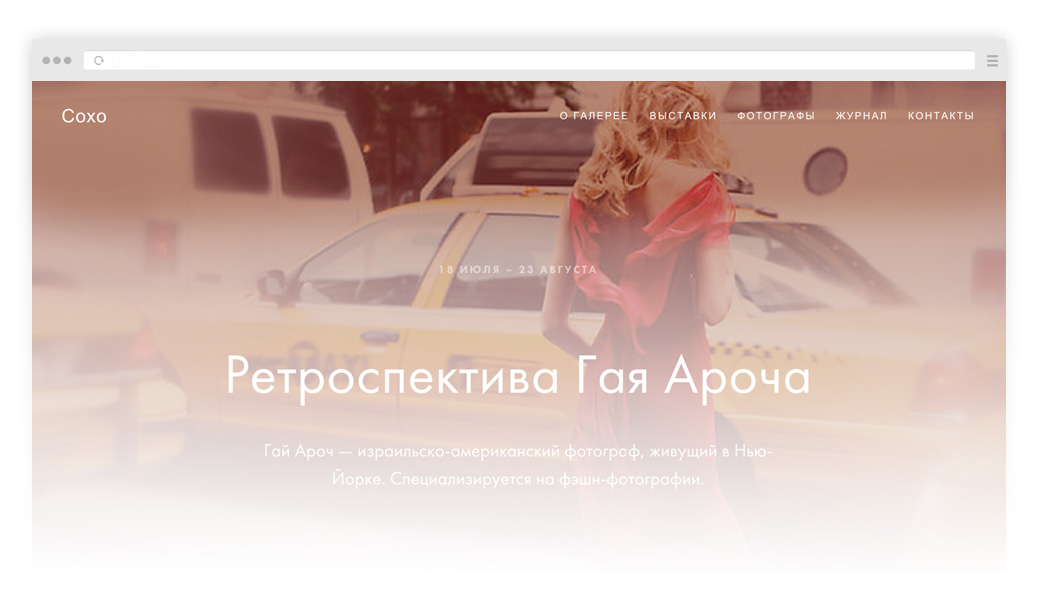 Сохо
О ГАЛЕРЕЕ ВЫСТАВКИ ФОТОГРАФЫ ЖУРНАЛ КОНТАКТЫ
18 ИЮЛЯ – 23 АВГУСТА
TAXI
Ретроспектива Гая Ароча
Гай Ароч — израильско-американский фотограф, живущий в Нью-
Йорке. Специализируется на фэшн-фотографии.